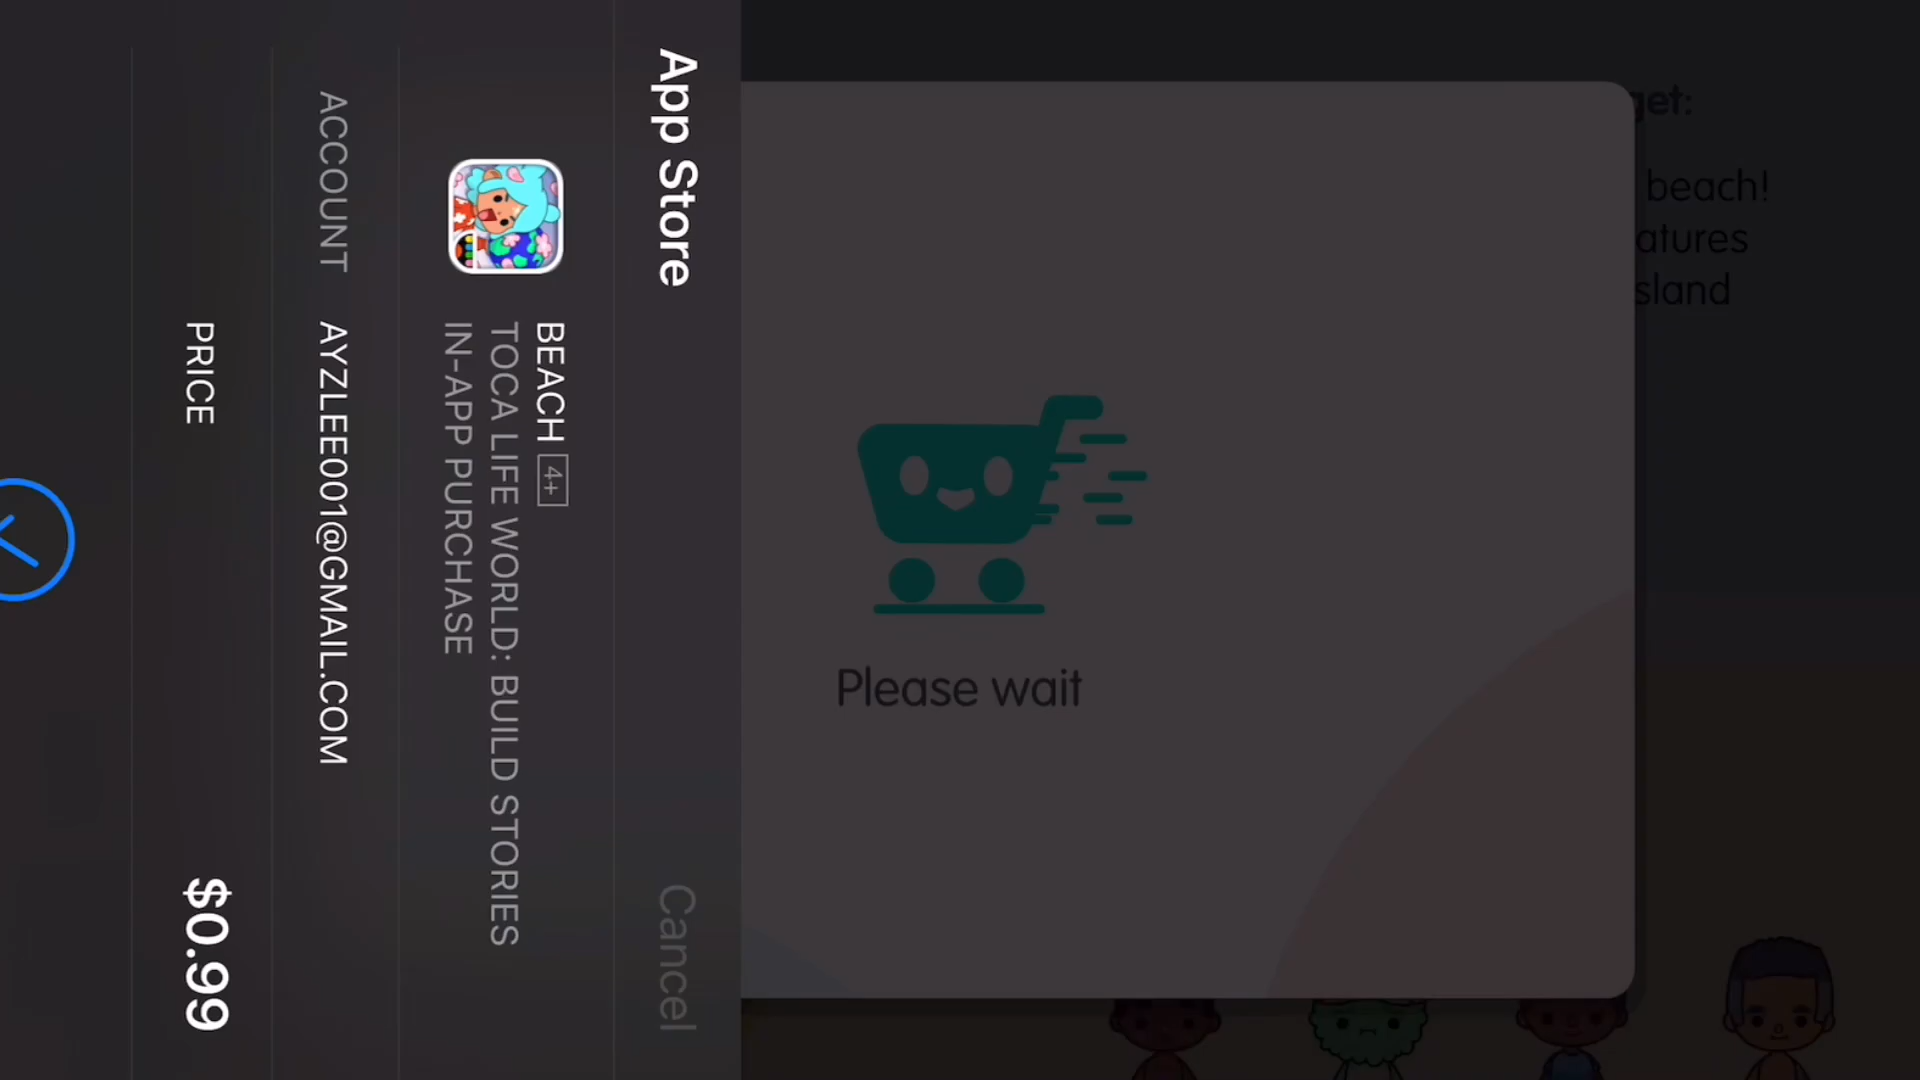 App Store
Cancel
BEACH 4+
TOCA LIFE WORLD: BUILD STORIES
IN-APP PURCHASE
ACCOUNT AYZLEE001@GMAIL.COM
PRICE $0.99
Please wait
get:
beach!
atures
sland